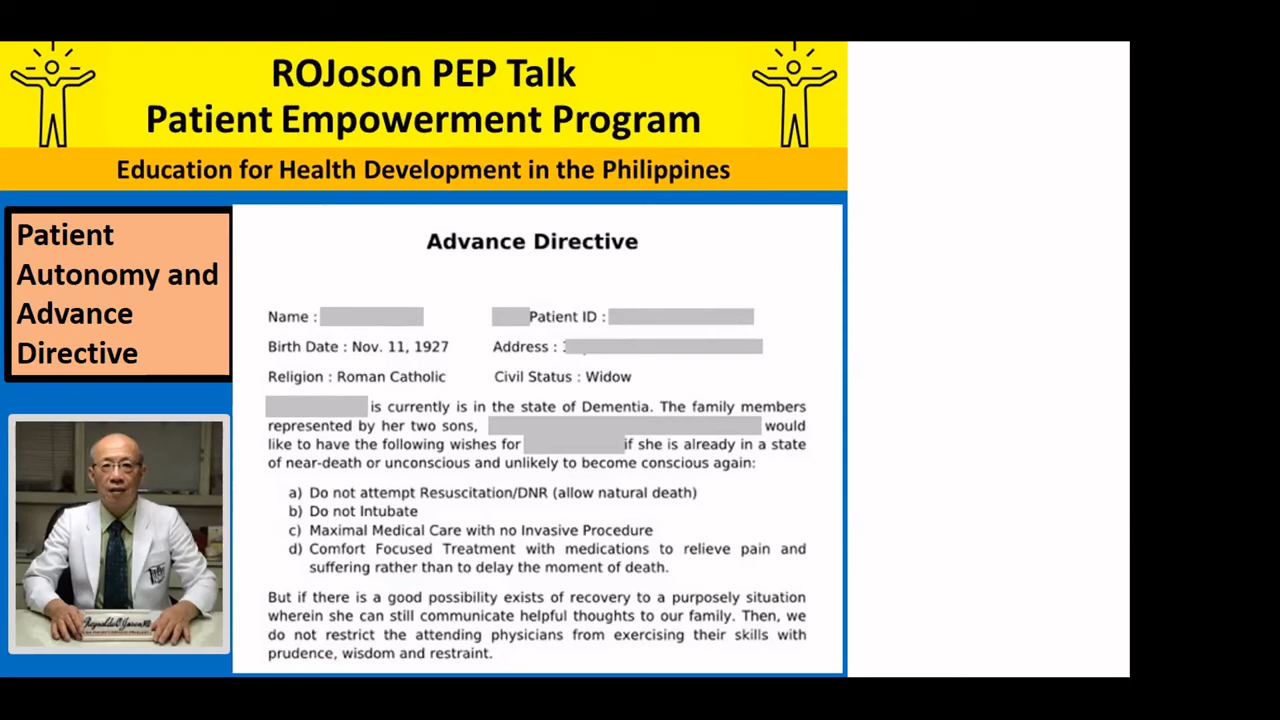 ROJoson PEP Talk
Patient Empowerment Program
Education for Health Development in the Philippines
Patient
Autonomy and
Advance
Directive
Advance Directive
Name :
Patient ID :
Birth Date : Nov. 11, 1927
Address :
Religion : Roman Catholic
Civil Status : Widow
is currently is in the state of Dementia. The family members
represented by her two sons, would
like to have the following wishes for if she is already in a state
of near-death or unconscious and unlikely to become conscious again:
a) Do not attempt Resuscitation/DNR (allow natural death)
b) Do not Intubate
c) Maximal Medical Care with no Invasive Procedure
d) Comfort Focused Treatment with medications to relieve pain and
suffering rather than to delay the moment of death.
But if there is a good possibility exists of recovery to a purposely situation
wherein she can still communicate helpful thoughts to our family. Then, we
do not restrict the attending physicians from exercising their skills with
prudence, wisdom and restraint.